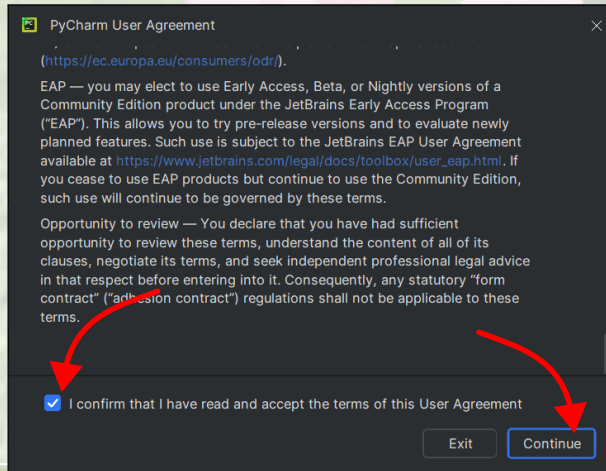 PyCharm User Agreement
(https://ec.europa.eu/consumers/odr/).
EAP — you may elect to use Early Access, Beta, or Nightly versions of a
Community Edition product under the JetBrains Early Access Program
(“EAP”). This allows you to try pre-release versions and to evaluate newly
planned features. Such use is subject to the JetBrains EAP User Agreement
available at https://www.jetbrains.com/legal/docs/toolbox/user_eap.html. If
you cease to use EAP products but continue to use the Community Edition,
such use will continue to be governed by these terms.
Opportunity to review — You declare that you have had sufficient
opportunity to review these terms, understand the content of all of its
clauses, negotiate its terms, and seek independent professional legal advice
in that respect before entering into it. Consequently, any statutory “form
contract” (“adhesion contract”) regulations shall not be applicable to these
terms.
I confirm that I have read and accept the terms of this User Agreement
Exit
Continue